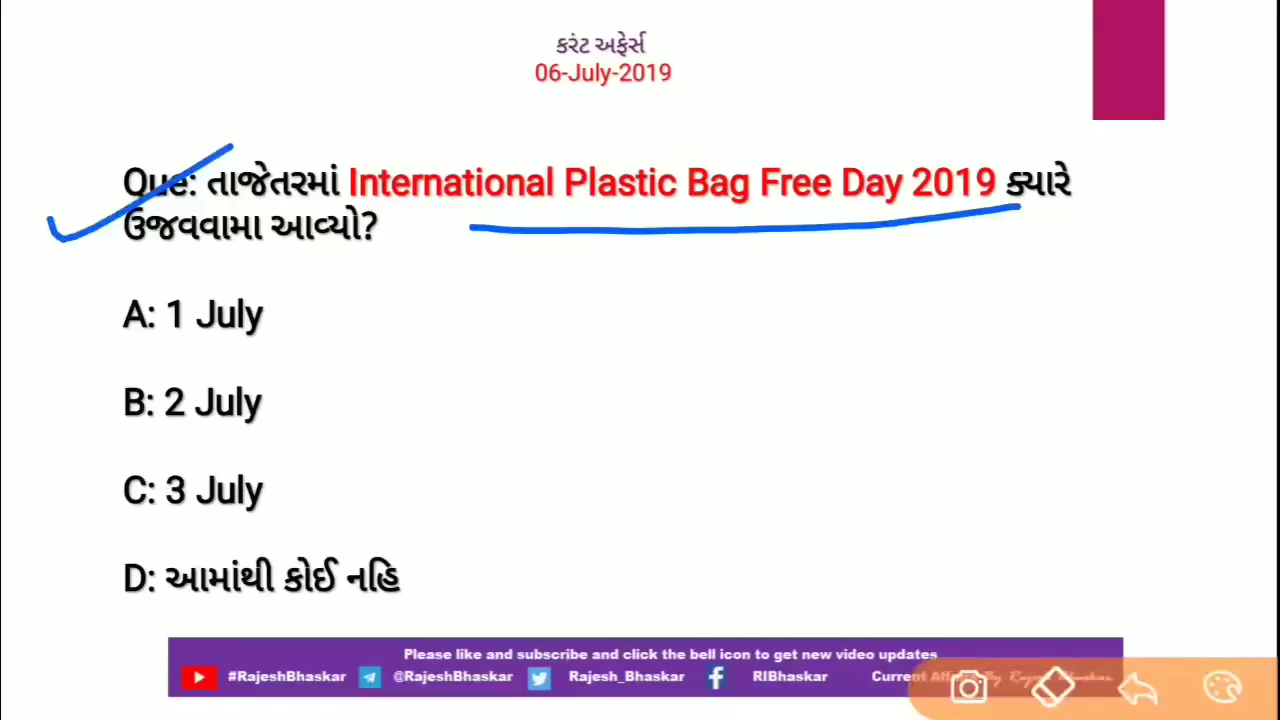 કરંટ અફેર્સ
06-July-2019
Que: તાજેતરમાં International Plastic Bag Free Day 2019 ક્યારે
ઉજવવામા આવ્યો?
A: 1 July
B: 2 July
C: 3 July
D: આમાંથી કોઈ નહિ
Please like and subscribe and click the bell icon to get new video updates
#RajeshBhaskar @RajeshBhaskar Rajesh_Bhaskar RIBhaskar Current By